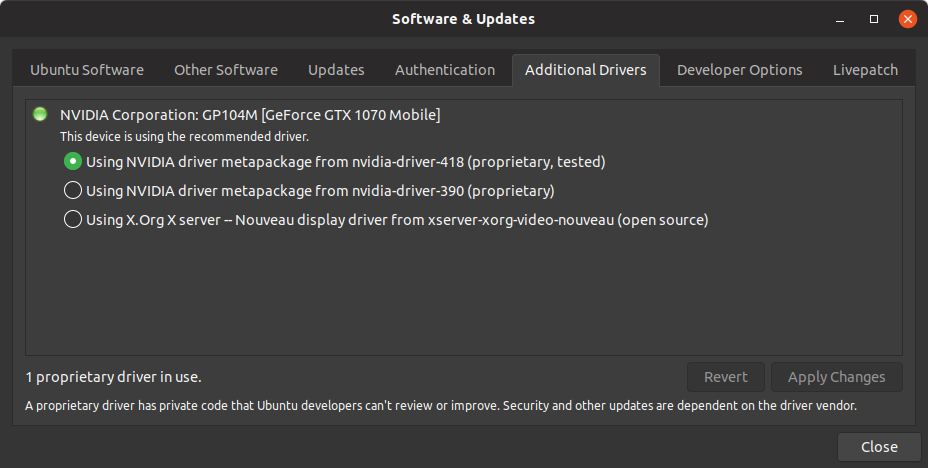 Software & Updates
Ubuntu Software
Other Software
Updates
Authentication
Additional Drivers
Developer Options
Livepatch
NVIDIA Corporation: GP104M [GeForce GTX 1070 Mobile]
This device is using the recommended driver.
Using NVIDIA driver metapackage from nvidia-driver-418 (proprietary, tested)
Using NVIDIA driver metapackage from nvidia-driver-390 (proprietary)
Using X.Org X server -- Nouveau display driver from xserver-xorg-video-nouveau (open source)
1 proprietary driver in use.
Revert
Apply Changes
A proprietary driver has private code that Ubuntu developers can't review or improve. Security and other updates are dependent on the driver vendor.
Close